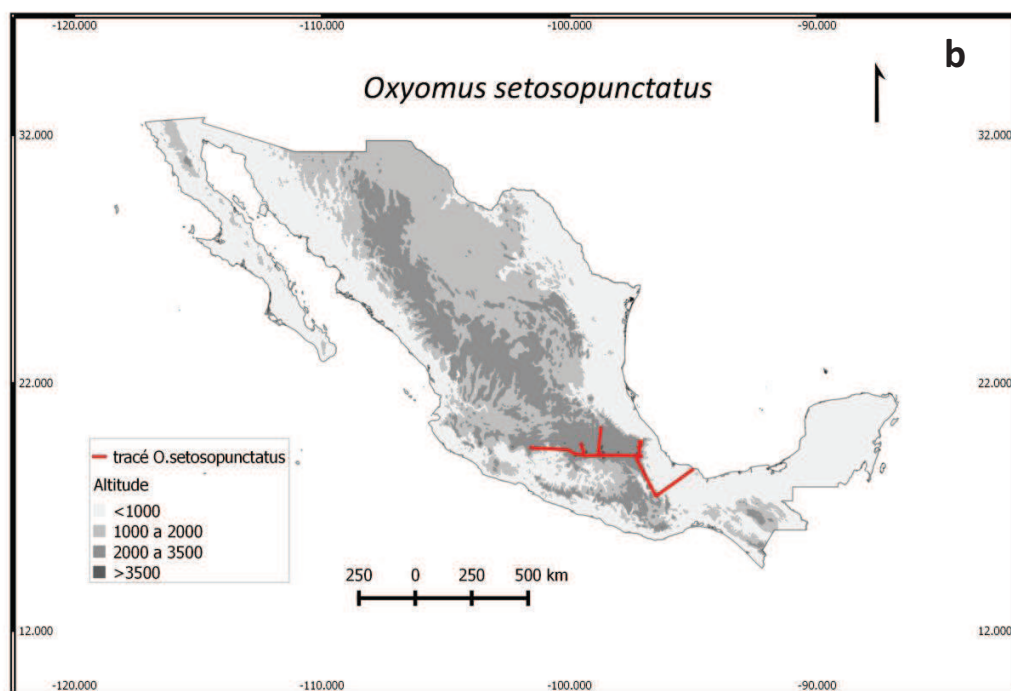 -120.000 -110.000 -100.000 -90.000
b
Oxyomus setosopunctatus
32.000 32.000
22.000 22.000
tracé O.setosopunctatus
Altitude
<1000
1000 a 2000
2000 a 3500
>3500
250 0 250 500 km
12.000 12.000
-120.000 -110.000 -100.000 -90.000